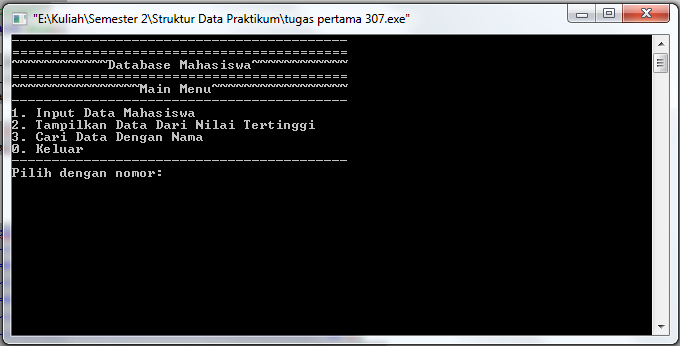 "E:\Kuliah\Semester 2\Struktur Data Praktikum\tugas pertama 307.exe"
------------------------------------------
==========================================
~~~~~~~~~~~~Database Mahasiswa~~~~~~~~~~~~
==========================================
~~~~~~~~~~~~~~~~Main Menu~~~~~~~~~~~~~~~~~
------------------------------------------
1. Input Data Mahasiswa
2. Tampilkan Data Dari Nilai Tertinggi
3. Cari Data Dengan Nama
0. Keluar
------------------------------------------
Pilih dengan nomor: